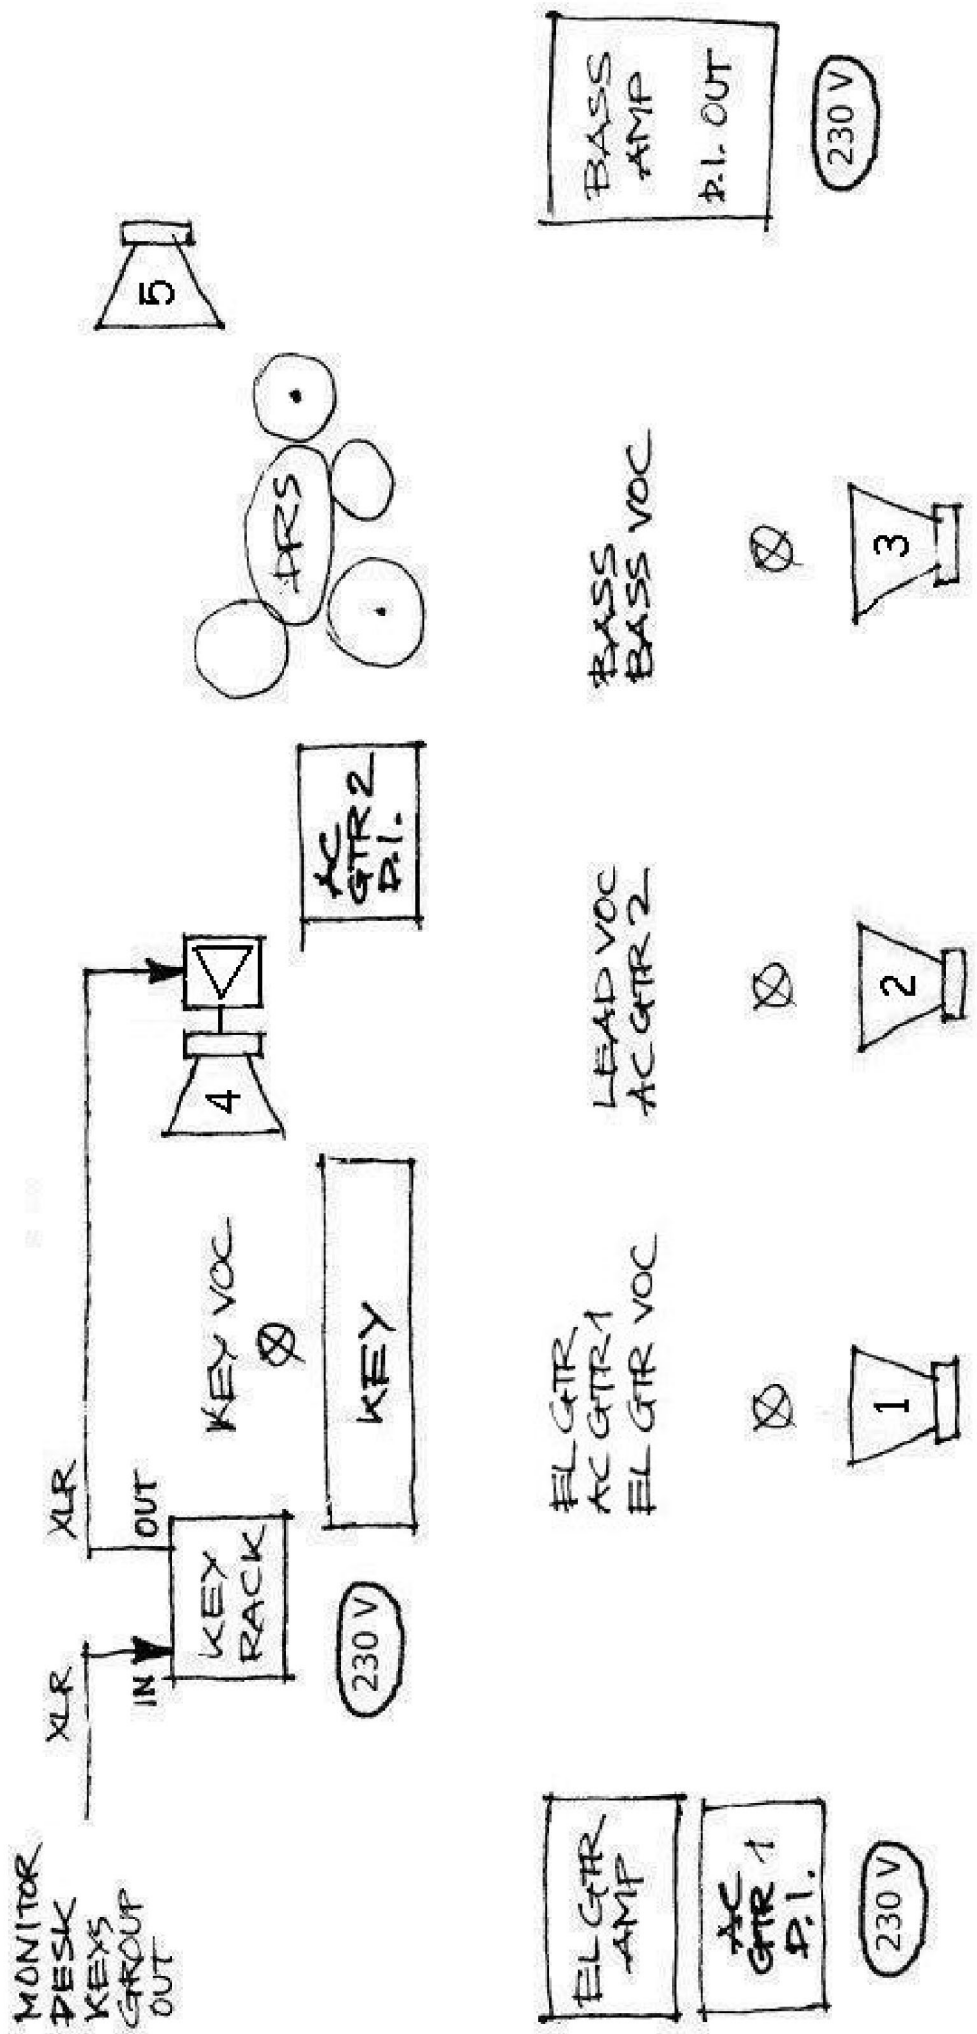 MONITOR
DESK
KEYS
GROUP
OUT
XLR
XLR
IN
OUT
KEY
RACK
230 V
KEY VOC
KEY
4
AC
GTR 2
D.I.
DRS
5
EL GTR
AMP
AC
GTR 1
D.I.
230 V
EL GTR
AC GTR 1
EL GTR VOC
1
LEAD VOC
AC GTR 2
2
BASS
BASS VOC
3
BASS
AMP
D.I. OUT
230 V